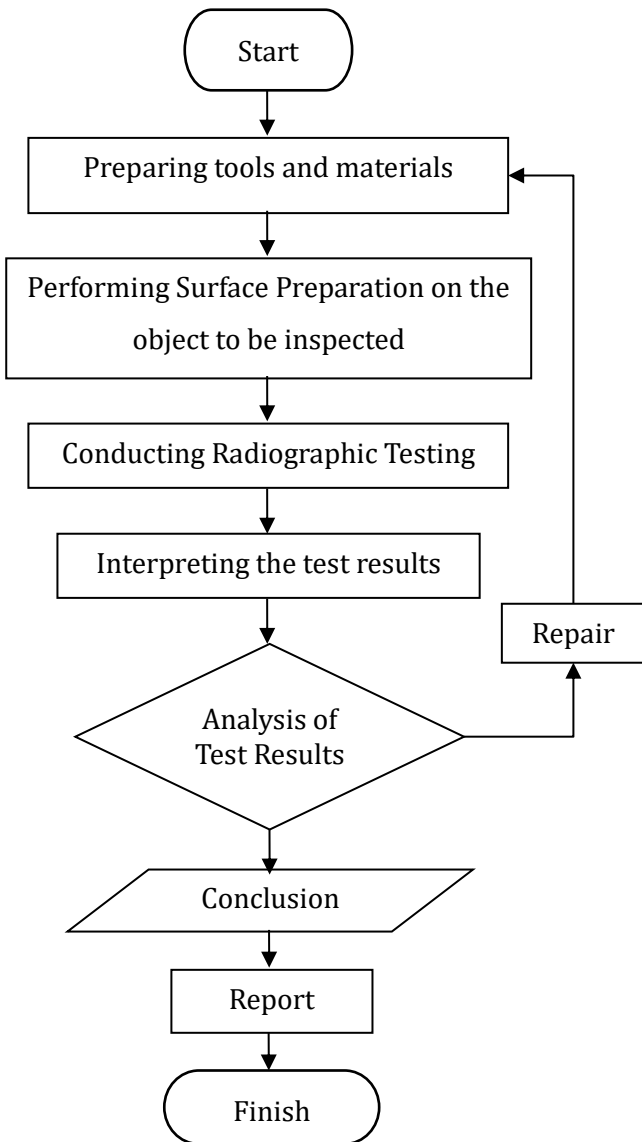 Start
Preparing tools and materials
Performing Surface Preparation on the
object to be inspected
Conducting Radiographic Testing
Interpreting the test results
Repair
Analysis of
Test Results
Conclusion
Report
Finish